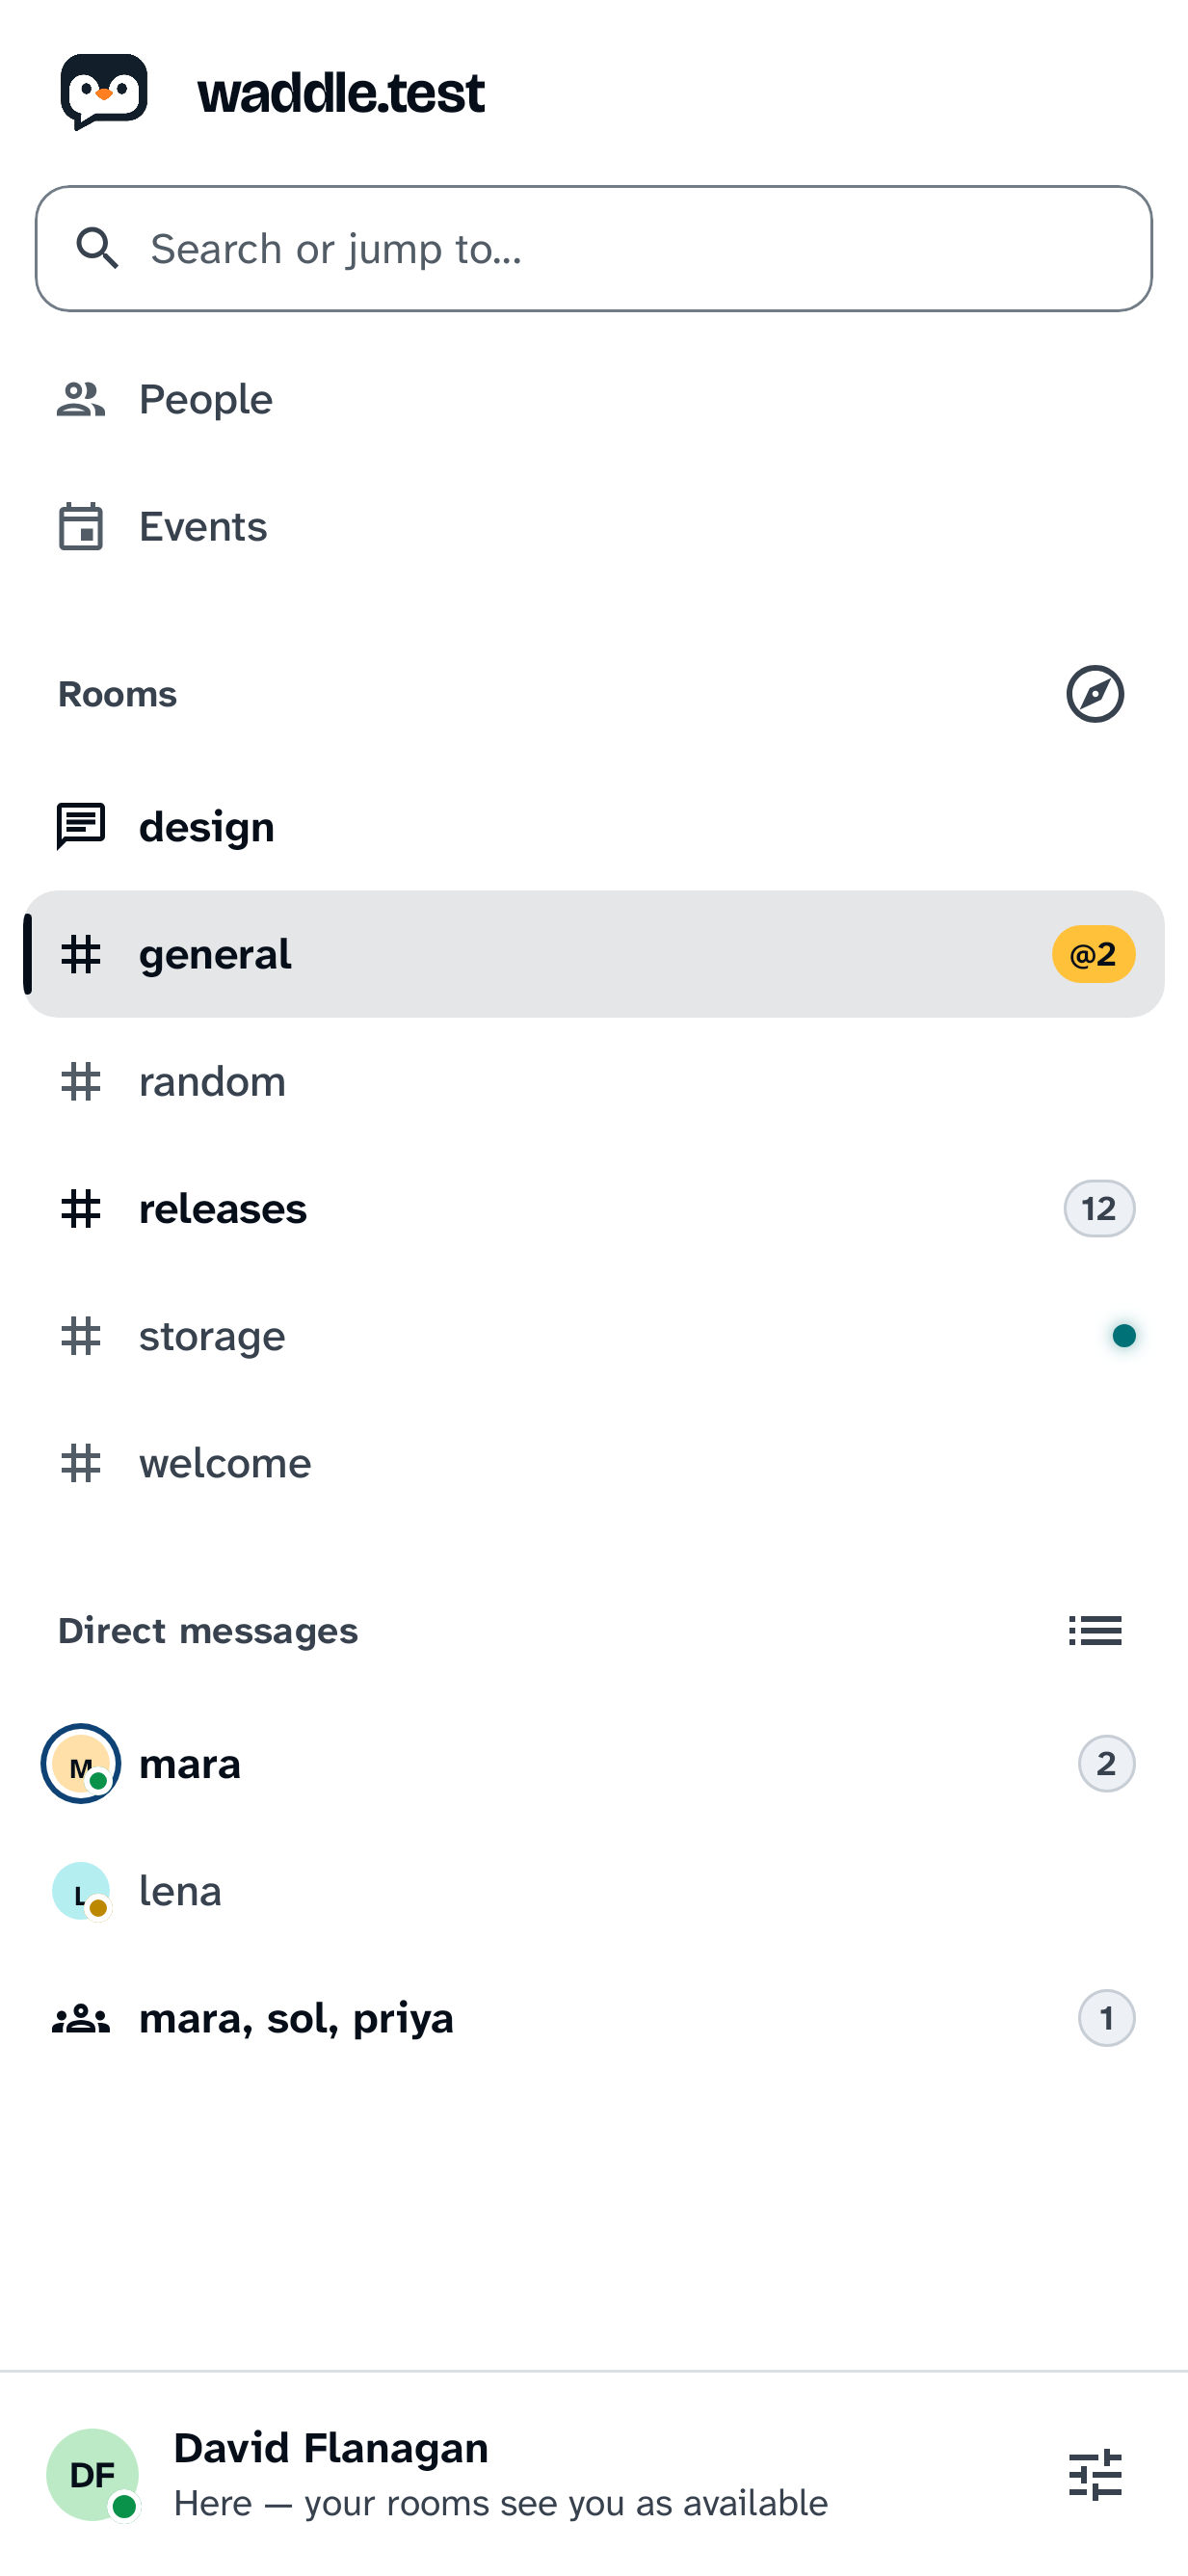 waddle.test
Search or jump to...
People
Events
Rooms
design
general
@2
random
releases
12
storage
welcome
Direct messages
M
mara
2
L
lena
mara, sol, priya
1
DF
David Flanagan
Here — your rooms see you as available